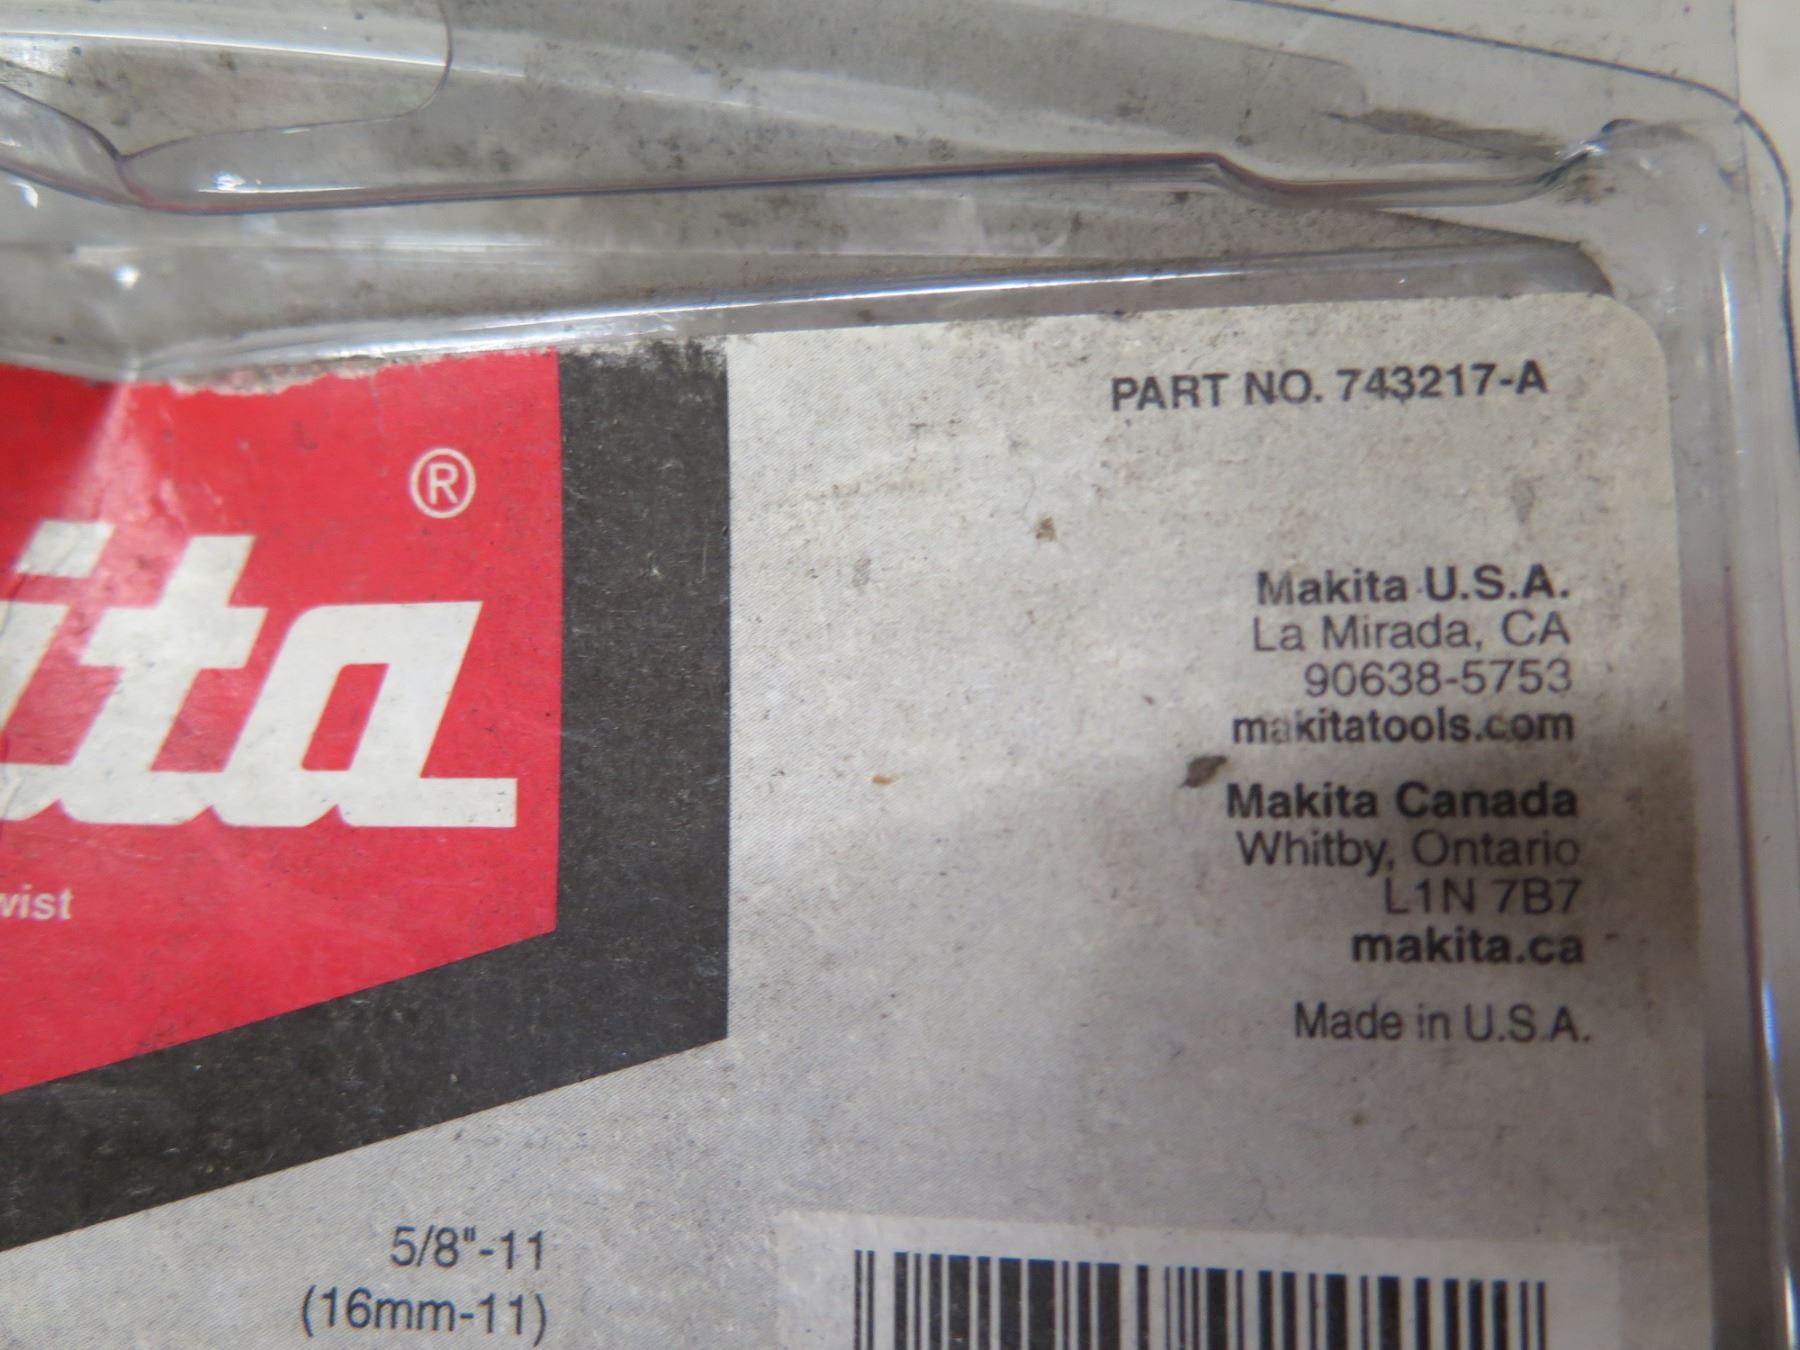 PART NO. 743217-A
®
ita
wist
Makita U.S.A.
La Mirada, CA
90638-5753
makitatools.com
Makita Canada
Whitby, Ontario
L1N 7B7
makita.ca
Made in U.S.A.
5/8"-11
(16mm-11)